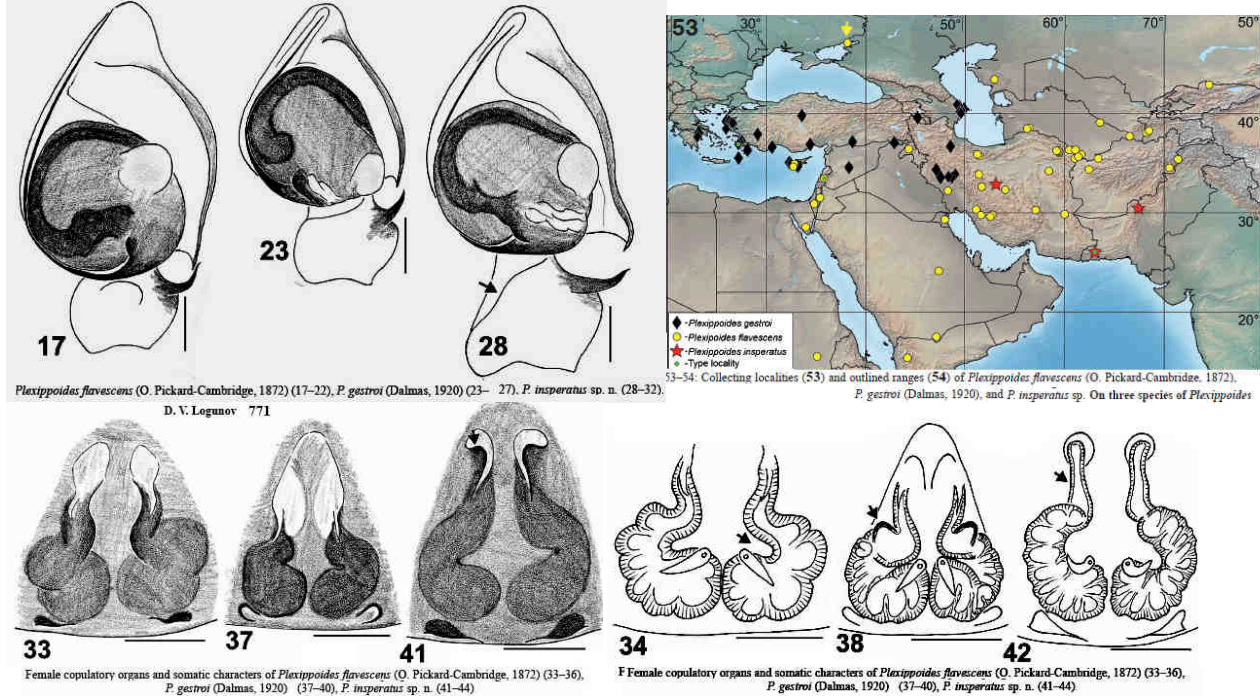 17
23
28
Plexippoides flavescens (O. Pickard-Cambridge, 1872) (17–22), P. gestroi (Dalmas, 1920) (23– 27), P. insperatus sp. n. (28–32).
53
30°
50°
60°
70°
50°
40°
30°
20°
-Plexippoides gestroi
-Plexipoides flavescens
-Plexippoides insperatus
-Type locality
53–54: Collecting localities (53) and outlined ranges (54) of Plexippoides flavescens (O. Pickard-Cambridge, 1872),
P. gestroi (Dalmas, 1920), and P. insperatus sp. On three species of Plexippoides
D. V. Logunov 771
33
37
41
Female copulatory organs and somatic characters of Plexippoides flavescens (O. Pickard-Cambridge, 1872) (33–36),
P. gestroi (Dalmas, 1920) (37–40), P. insperatus sp. n. (41–44)
34
38
42
F Female copulatory organs and somatic characters of Plexippoides flavescens (O. Pickard-Cambridge, 1872) (33–36),
P. gestroi (Dalmas, 1920) (37–40), P. insperatus sp. n. (41–44)